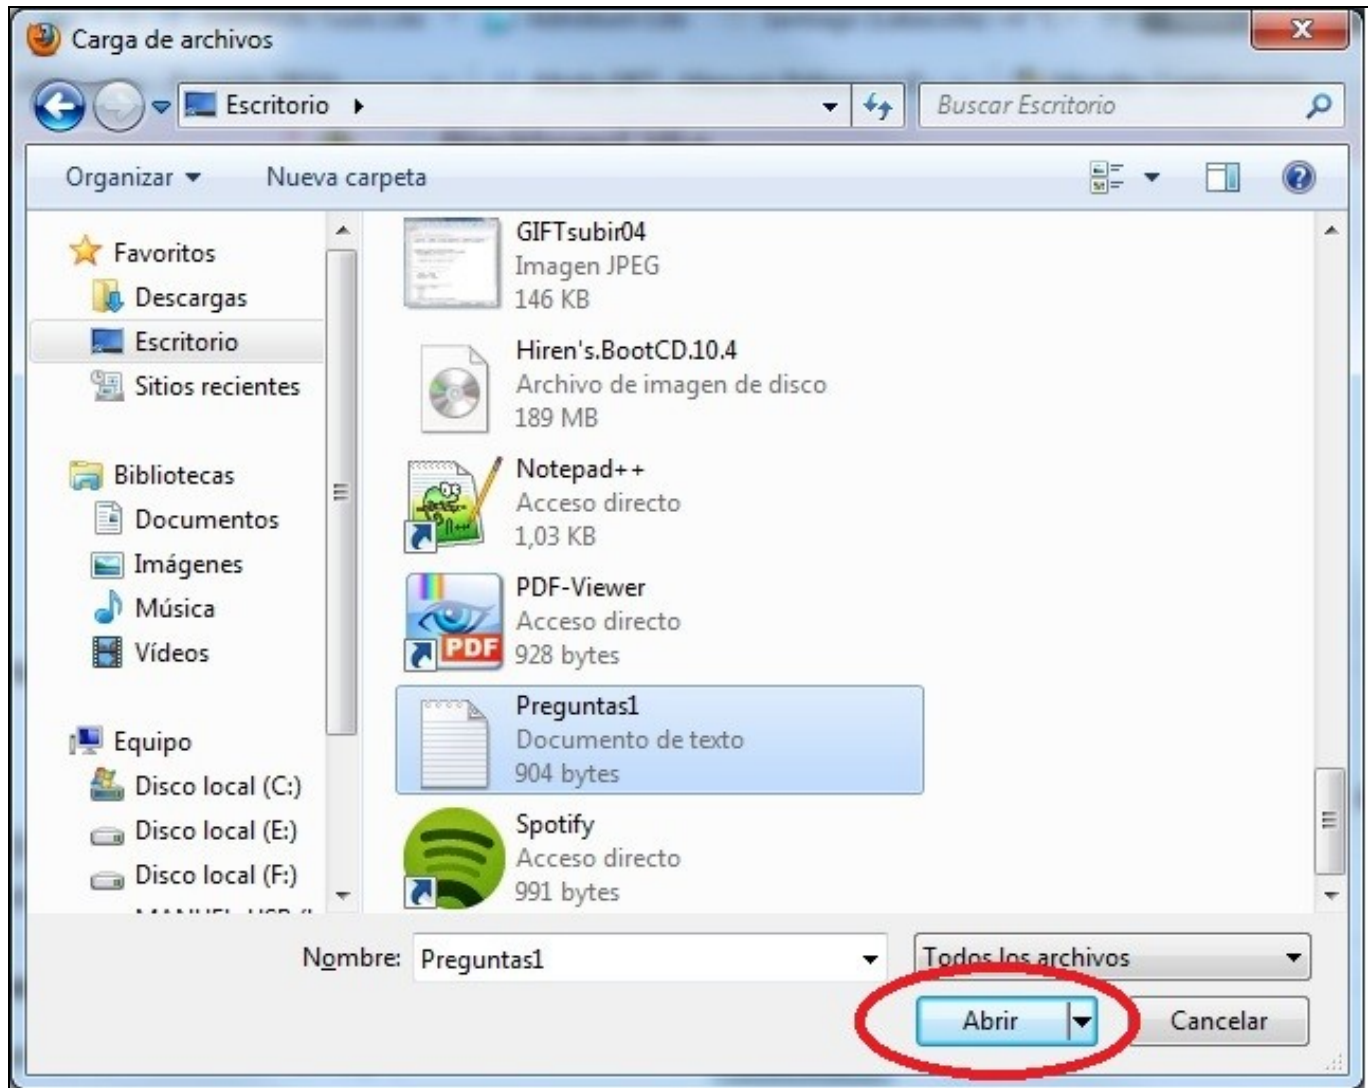 Carga de archivos
Escritorio
Buscar Escritorio
Organizar
Nueva carpeta
Favoritos
Descargas
Escritorio
Sitios recientes
Bibliotecas
Documentos
Imágenes
Música
Vídeos
Equipo
Disco local (C:)
Disco local (E:)
Disco local (F:)
GIFTsubir04
Imagen JPEG
146 KB
Hiren's.BootCD.10.4
Archivo de imagen de disco
189 MB
Notepad++
Acceso directo
1,03 KB
PDF-Viewer
Acceso directo
928 bytes
PDF
Preguntas1
Documento de texto
904 bytes
Spotify
Acceso directo
991 bytes
Nombre:
Preguntas1
Todos los archivos
Abrir
Cancelar